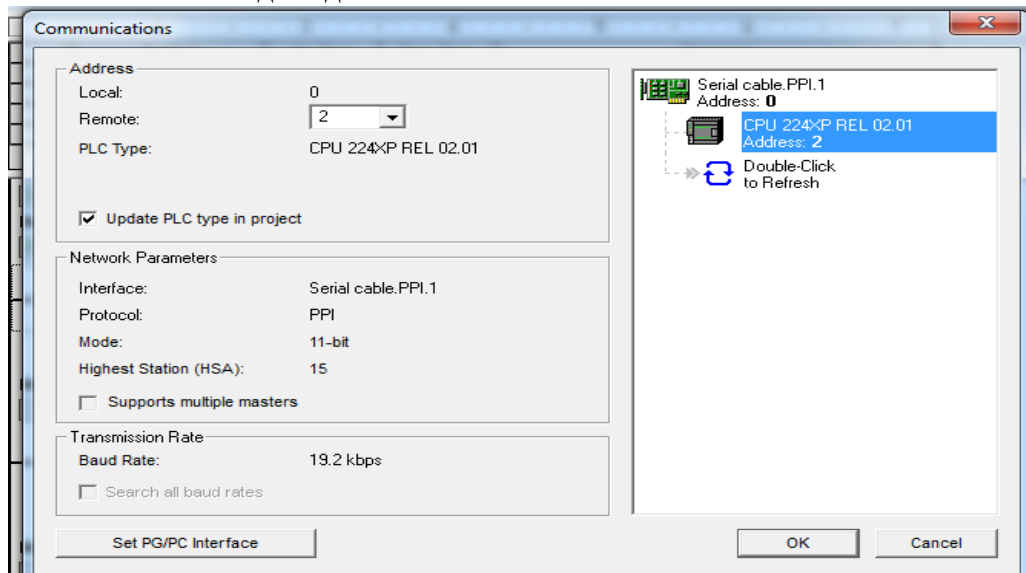 Communications
Address
Local: 0
Remote: 2
PLC Type: CPU 224XP REL 02.01
Update PLC type in project
Network Parameters
Interface: Serial cable.PPI.1
Protocol: PPI
Mode: 11-bit
Highest Station (HSA): 15
Supports multiple masters
Transmission Rate
Baud Rate: 19.2 kbps
Search all baud rates
Set PG/PC Interface
Serial cable.PPI.1
Address: 0
CPU 224XP REL 02.01
Address: 2
Double-Click
to Refresh
OK
Cancel